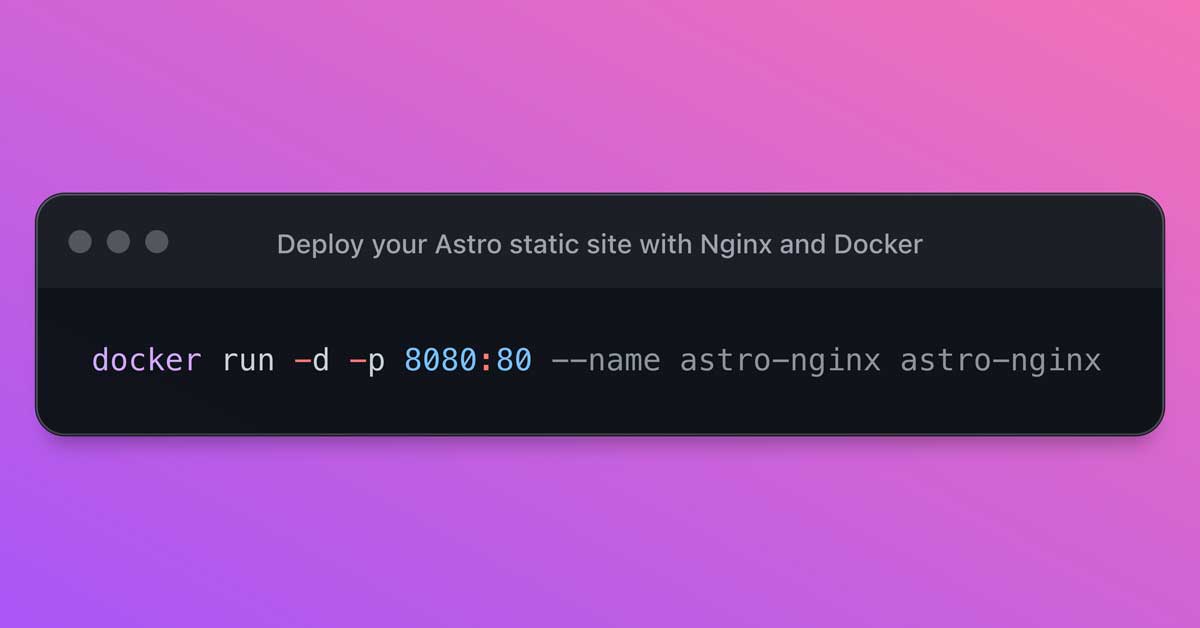 Deploy your Astro static site with Nginx and Docker
docker run -d -p 8080:80 --name astro-nginx astro-nginx